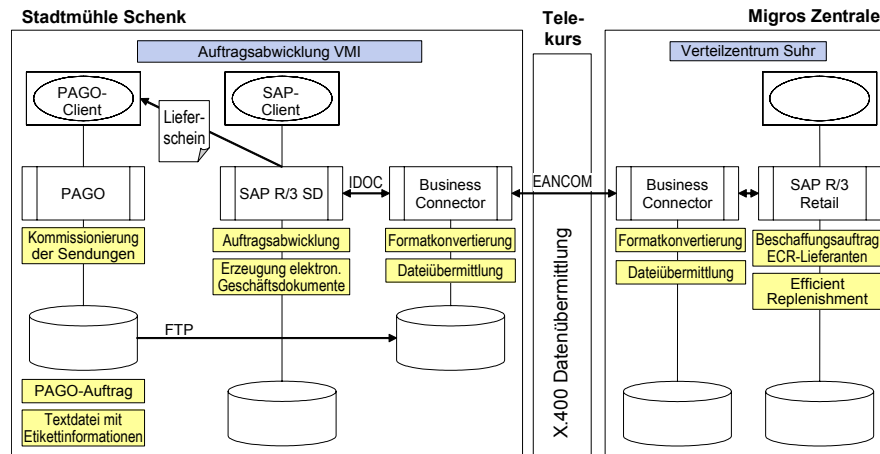 Stadtmühle Schenk
Tele-
kurs
Migros Zentrale
Auftragsabwicklung VMI
Verteilzentrum Suhr
PAGO-
Client
SAP-
Client
Liefer-
schein
PAGO
SAP R/3 SD
IDOC
Business
Connector
EANCOM
Business
Connector
SAP R/3
Retail
Kommissionierung
der Sendungen
Auftragsabwicklung
Erzeugung elektron.
Geschäftsdokumente
Formatkonvertierung
Dateiübermittlung
X.400 Datenübermittlung
Formatkonvertierung
Dateiübermittlung
Beschaffungsauftrag
ECR-Lieferanten
Efficient
Replenishment
FTP
PAGO-Auftrag
Textdatei mit
Etikettinformationen